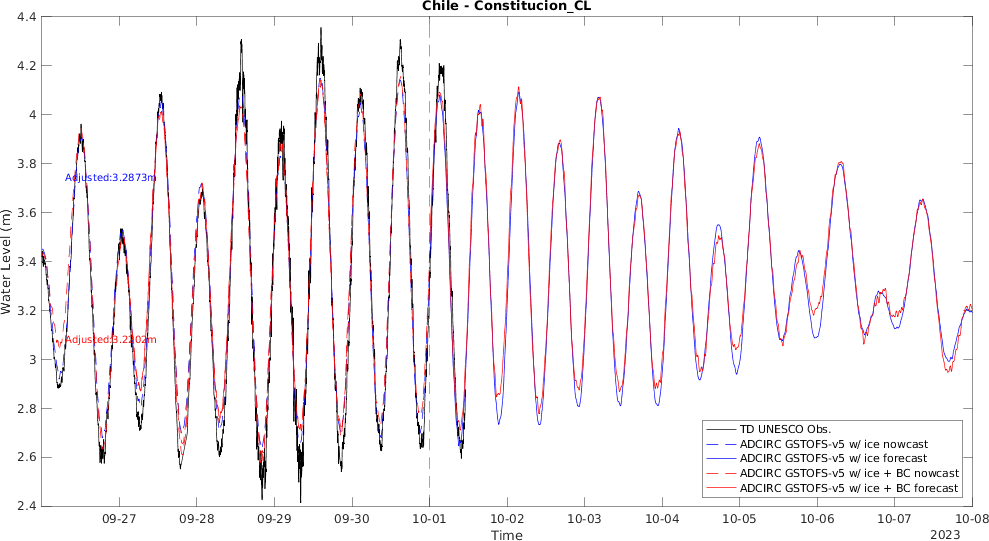 Chile - Constitucion_CL
4.4
4.2
4
3.8
3.6
3.4
3.2
3
2.8
2.6
2.4
Water Level (m)
Adjusted:3.2873m
Adjusted:3.2202m
TD UNESCO Obs.
ADCIRC GSTOFS-v5 w/ ice nowcast
ADCIRC GSTOFS-v5 w/ ice forecast
ADCIRC GSTOFS-v5 w/ ice + BC nowcast
ADCIRC GSTOFS-v5 w/ ice + BC forecast
09-27 09-28 09-29 09-30 10-01 10-02 10-03 10-04 10-05 10-06 10-07 10-08
Time
2023